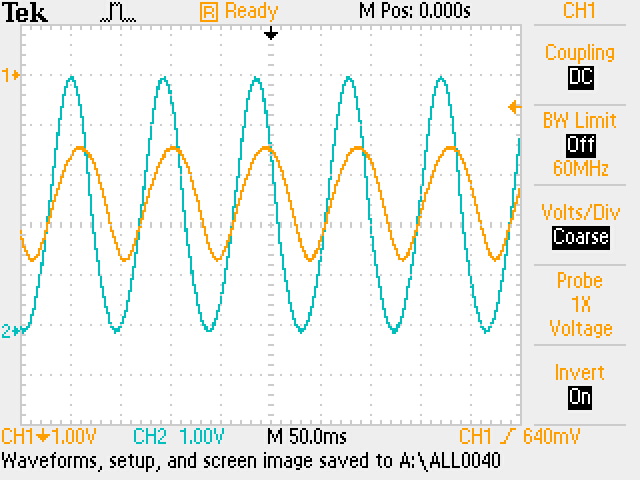 Tek R Ready M Pos: 0.000s CH1
Coupling
DC
BW Limit
Off
60MHz
Volts/Div
Coarse
Probe
1X
Voltage
Invert
On
1
2
CH1 1.00V CH2 1.00V M 50.0ms CH1 640mV
Waveforms, setup, and screen image saved to A:\ALL0040